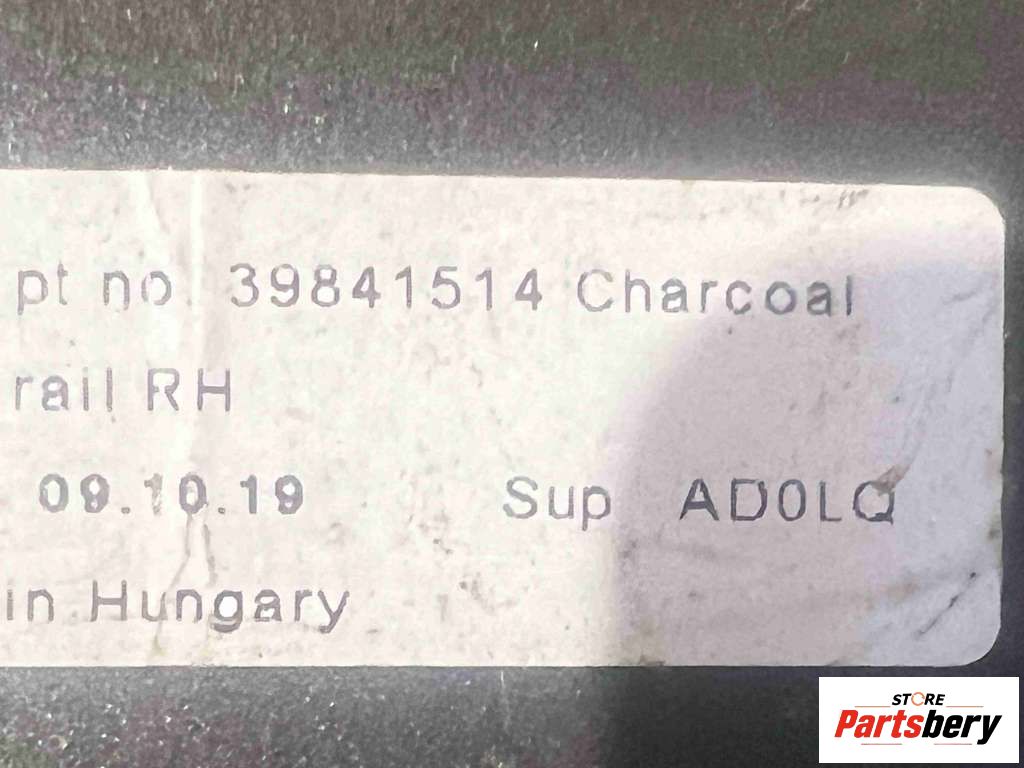 pt no. 39841514 Charcoal
rail RH
09.10.19 Sup AD0LQ
in Hungary
STORE
Partsbery